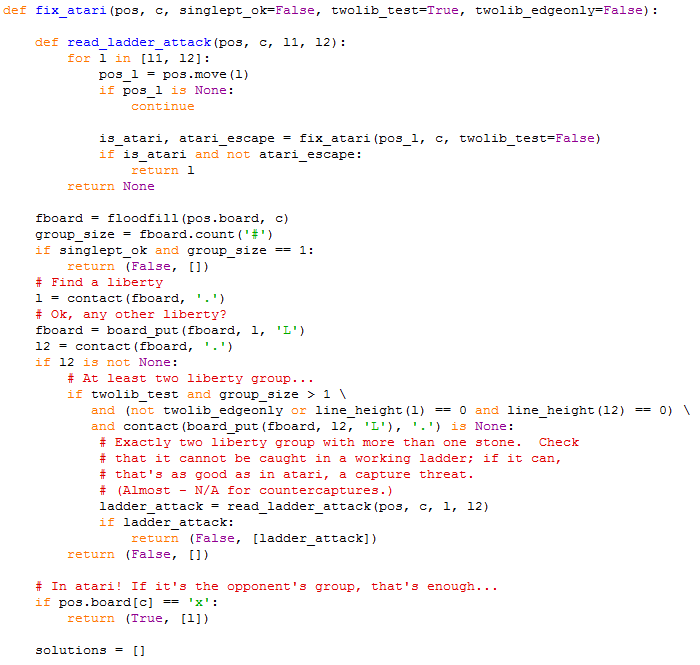 def fix_atari(pos, c, singlept_ok=False, twolib_test=True, twolib_edgeonly=False):

    def read_ladder_attack(pos, c, l1, l2):
        for l in [l1, l2]:
            pos_l = pos.move(l)
            if pos_l is None:
                continue

            is_atari, atari_escape = fix_atari(pos_l, c, twolib_test=False)
            if is_atari and not atari_escape:
                return l
        return None

    fboard = floodfill(pos.board, c)
    group_size = fboard.count('#')
    if singlept_ok and group_size == 1:
        return (False, [])
    # Find a liberty
    l = contact(fboard, '.')
    # Ok, any other liberty?
    fboard = board_put(fboard, l, 'L')
    l2 = contact(fboard, '.')
    if l2 is not None:
        # At least two liberty group...
        if twolib_test and group_size > 1 \
           and (not twolib_edgeonly or line_height(l) == 0 and line_height(l2) == 0) \
           and contact(board_put(fboard, l2, 'L'), '.') is None:
            # Exactly two liberty group with more than one stone.  Check
            # that it cannot be caught in a working ladder; if it can,
            # that's as good as in atari, a capture threat.
            # (Almost - N/A for countercaptures.)
            ladder_attack = read_ladder_attack(pos, c, l, l2)
            if ladder_attack:
                return (False, [ladder_attack])
        return (False, [])

    # In atari! If it's the opponent's group, that's enough...
    if pos.board[c] == 'x':
        return (True, [l])

    solutions = []